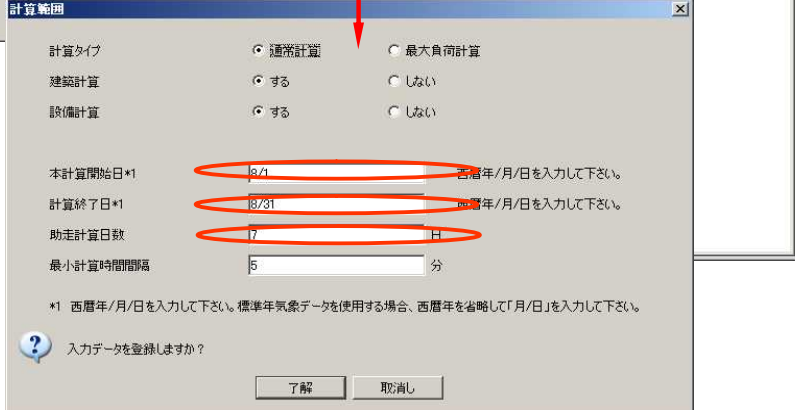 計算範囲
計算タイプ 通常計算 最大負荷計算
建築計算 する しない
設備計算 する しない
本計算開始日*1 8/1 西暦年/月/日を入力して下さい。
計算終了日*1 8/31 西暦年/月/日を入力して下さい。
助走計算日数 7 日
最小計算時間間隔 5 分
*1 西暦年/月/日を入力して下さい。標準年気象データを使用する場合、西暦年を省略して「月/日」を入力して下さい。
入力データを登録しますか？
了解 取消し